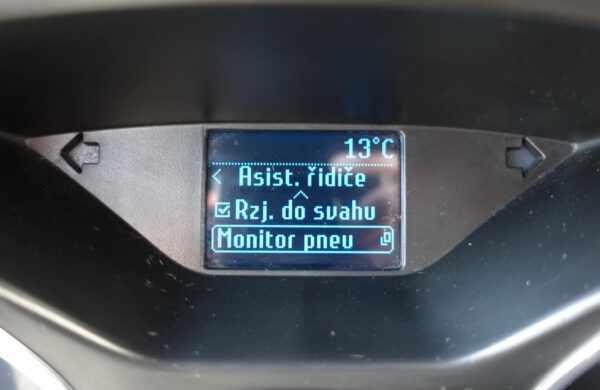 13°C
Asist. řidiče
Rzj. do svahu
Monitor pneu